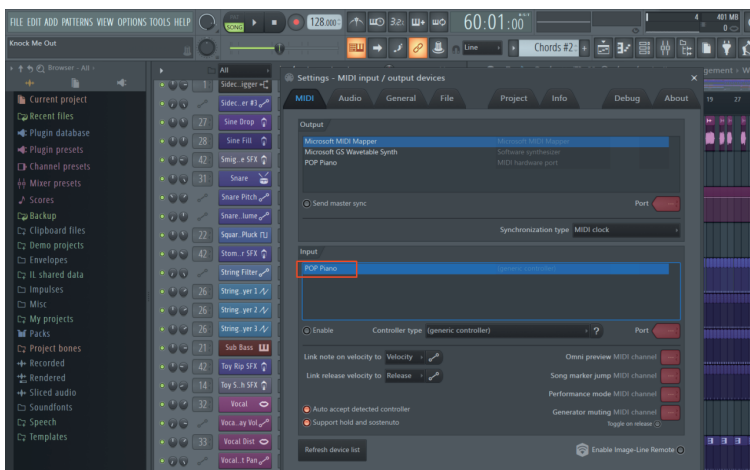 FILE EDIT ADD PATTERNS VIEW OPTIONS TOOLS HELP
SONG
128.000
3 2
60:01:00
4
401 MB
0
Knock Me Out
Line
Chords #2
Browser - All
All
Current project
Recent files
Plugin database
Plugin presets
Channel presets
Mixer presets
Scores
Backup
Clipboard files
Demo projects
Envelopes
IL shared data
Impulses
Misc
My projects
Packs
Project bones
Recorded
Rendered
Sliced audio
Soundfonts
Speech
Templates
1 Sidec..igger
Sidec..er #3
27 Sine Drop
28 Sine Fill
42 Smig..e SFX
31 Snare
Snare Pitch
Snare..lume
22 Squar..Pluck
42 Stom..r SFX
String Filter
26 String..yer 1
26 String..yer 2
26 String..yer 3
21 Sub Bass
42 Toy Rip SFX
14 Toy S..h SFX
32 Vocal
Voca..ay Vol
33 Vocal Dist
Vocal..t Pan
Settings - MIDI input / output devices
MIDI Audio General File Project Info Debug About
Output
Microsoft MIDI Mapper Microsoft MIDI Mapper
Microsoft GS Wavetable Synth Software synthesizer
POP Piano MIDI hardware port
Send master sync Port
Synchronization type MIDI clock
Input
POP Piano (generic controller)
Enable Controller type (generic controller) ? Port
Link note on velocity to Velocity Omni preview MIDI channel
Link release velocity to Release Song marker jump MIDI channel
Performance mode MIDI channel
Auto accept detected controller Generator muting MIDI channel
Support hold and sostenuto Toggle on release
Refresh device list Enable Image-Line Remote
19 27